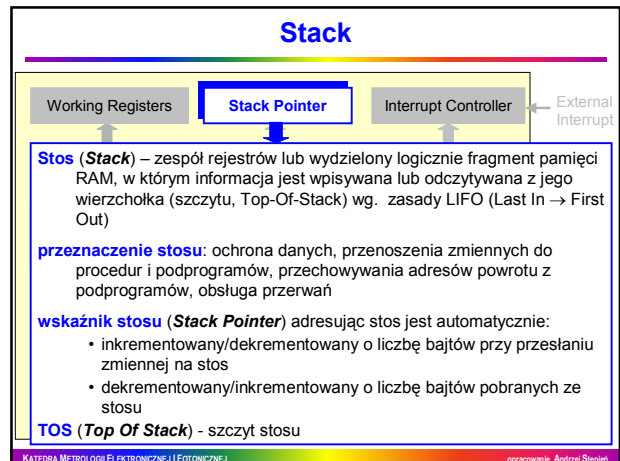 Stack
Working Registers
Stack Pointer
Interrupt Controller
External
Interrupt
Stos (Stack) – zespół rejestrów lub wydzielony logicznie fragment pamięci
RAM, w którym informacja jest wpisywana lub odczytywana z jego
wierzchołka (szczytu, Top-Of-Stack) wg. zasady LIFO (Last In → First
Out)
przeznaczenie stosu: ochrona danych, przenoszenia zmiennych do
procedur i podprogramów, przechowywania adresów powrotu z
podprogramów, obsługa przerwań
wskaźnik stosu (Stack Pointer) adresując stos jest automatycznie:
• inkrementowany/dekrementowany o liczbę bajtów przy przesłaniu
zmiennej na stos
• dekrementowany/inkrementowany o liczbę bajtów pobranych ze
stosu
TOS (Top Of Stack) - szczyt stosu
KATEDRA METROLOGII ELEKTRONICZNEJ I FOTONICZNEJ
opracowanie Andrzej Stępień